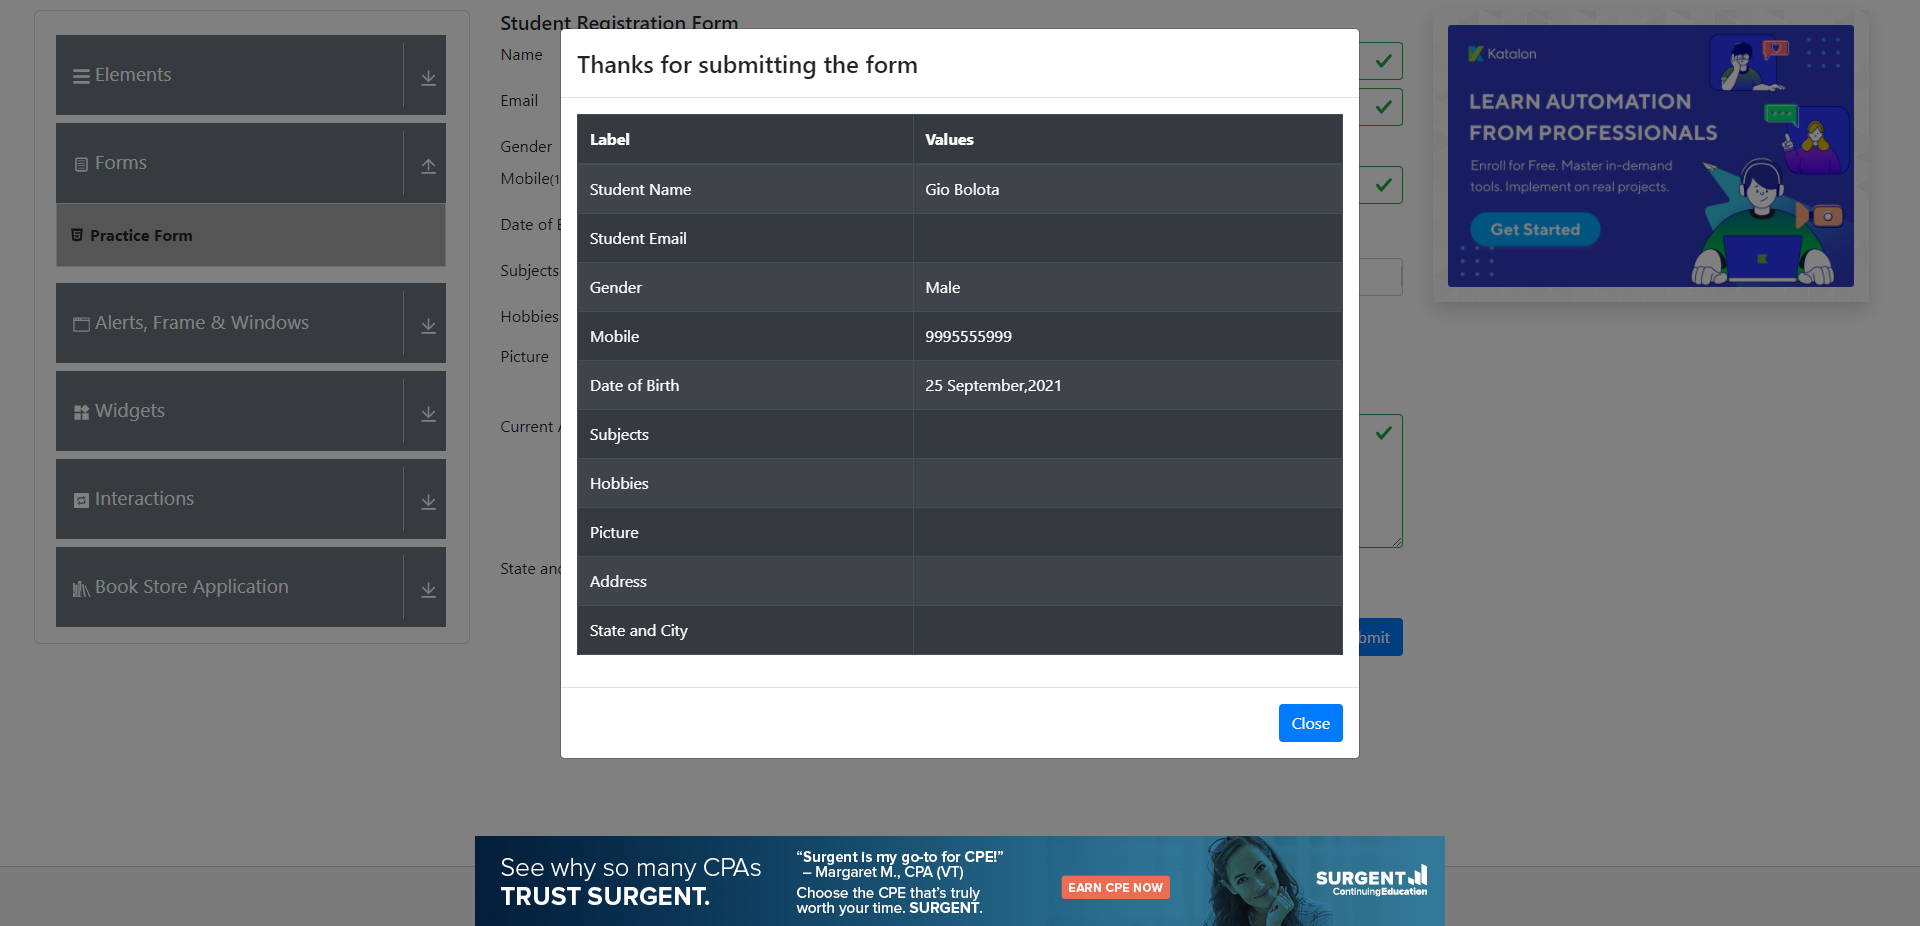 Elements
Forms
Practice Form
Alerts, Frame & Windows
Widgets
Interactions
Book Store Application
Student Registration Form
Name
Email
Gender
Mobile(1
Date of B
Subjects
Hobbies
Picture
Current A
State and
bmit
Thanks for submitting the form
Label Values
Student Name Gio Bolota
Student Email
Gender Male
Mobile 9995555999
Date of Birth 25 September,2021
Subjects
Hobbies
Picture
Address
State and City
Close
Katalon
LEARN AUTOMATION
FROM PROFESSIONALS
Enroll for Free. Master in-demand
tools. Implement on real projects.
Get Started
See why so many CPAs
TRUST SURGENT.
“Surgent is my go-to for CPE!”
– Margaret M., CPA (VT)
Choose the CPE that’s truly
worth your time. SURGENT.
EARN CPE NOW
SURGENT
ContinuingEducation